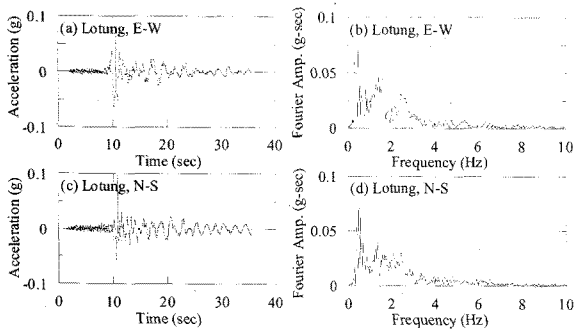 0.1
(a) Lotung, E-W
Acceleration (g)
0
-0.1
0 10 20 30 40
Time (sec)
0.1
(b) Lotung, E-W
Fourier Amp. (g-sec)
0.05
0
0 2 4 6 8 10
Frequency (Hz)
0.1
(c) Lotung, N-S
Acceleration (g)
0
-0.1
0 10 20 30 40
Time (sec)
0.1
(d) Lotung, N-S
Fourier Amp. (g-sec)
0.05
0
0 2 4 6 8 10
Frequency (Hz)